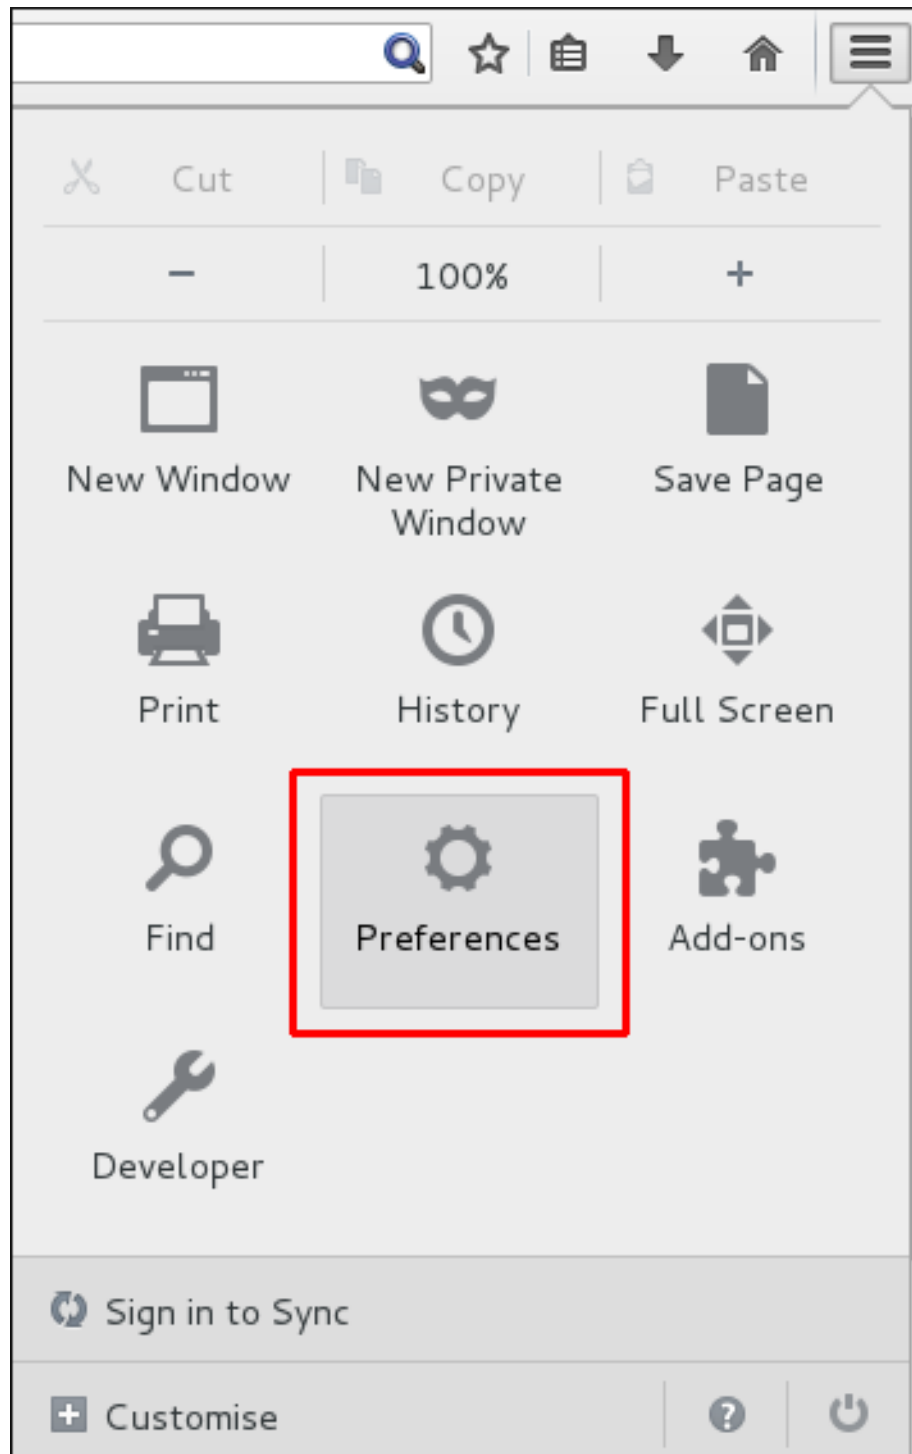 Cut Copy Paste
− 100% +
New Window New Private Save Page
Window
Print History Full Screen
Find Preferences Add-ons
Developer
Sign in to Sync
Customise